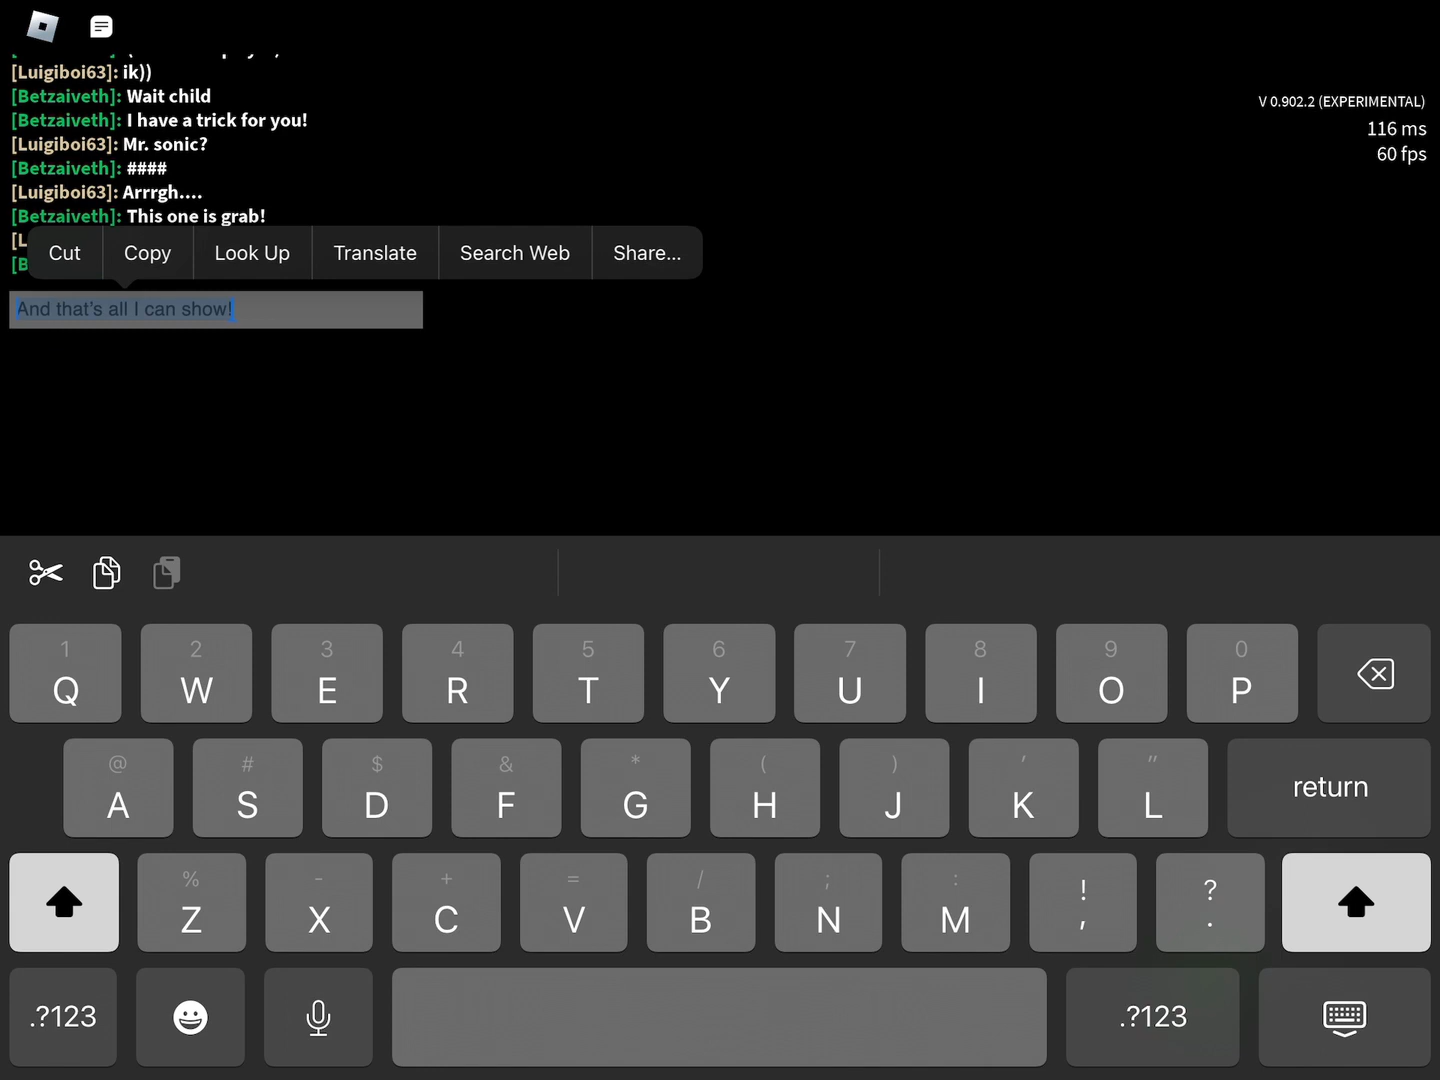 [Luigiboi63]: ik))
[Betzaiveth]: Wait child
V 0.902.2 (EXPERIMENTAL)
[Betzaiveth]: I have a trick for you!
116 ms
[Luigiboi63]: Mr. sonic?
60 fps
[Betzaiveth]: ####
[Luigiboi63]: Arrrgh....
[Betzaiveth]: This one is grab!
[L
Cut Copy Look Up Translate Search Web Share...
[B
And that's all I can show!
1 2 3 4 5 6 7 8 9 0
Q W E R T Y U I O P
@ # $ & * ( ) ' "
A S D F G H J K L return
% - + = / ; : ! ?
Z X C V B N M , .
.?123 .?123